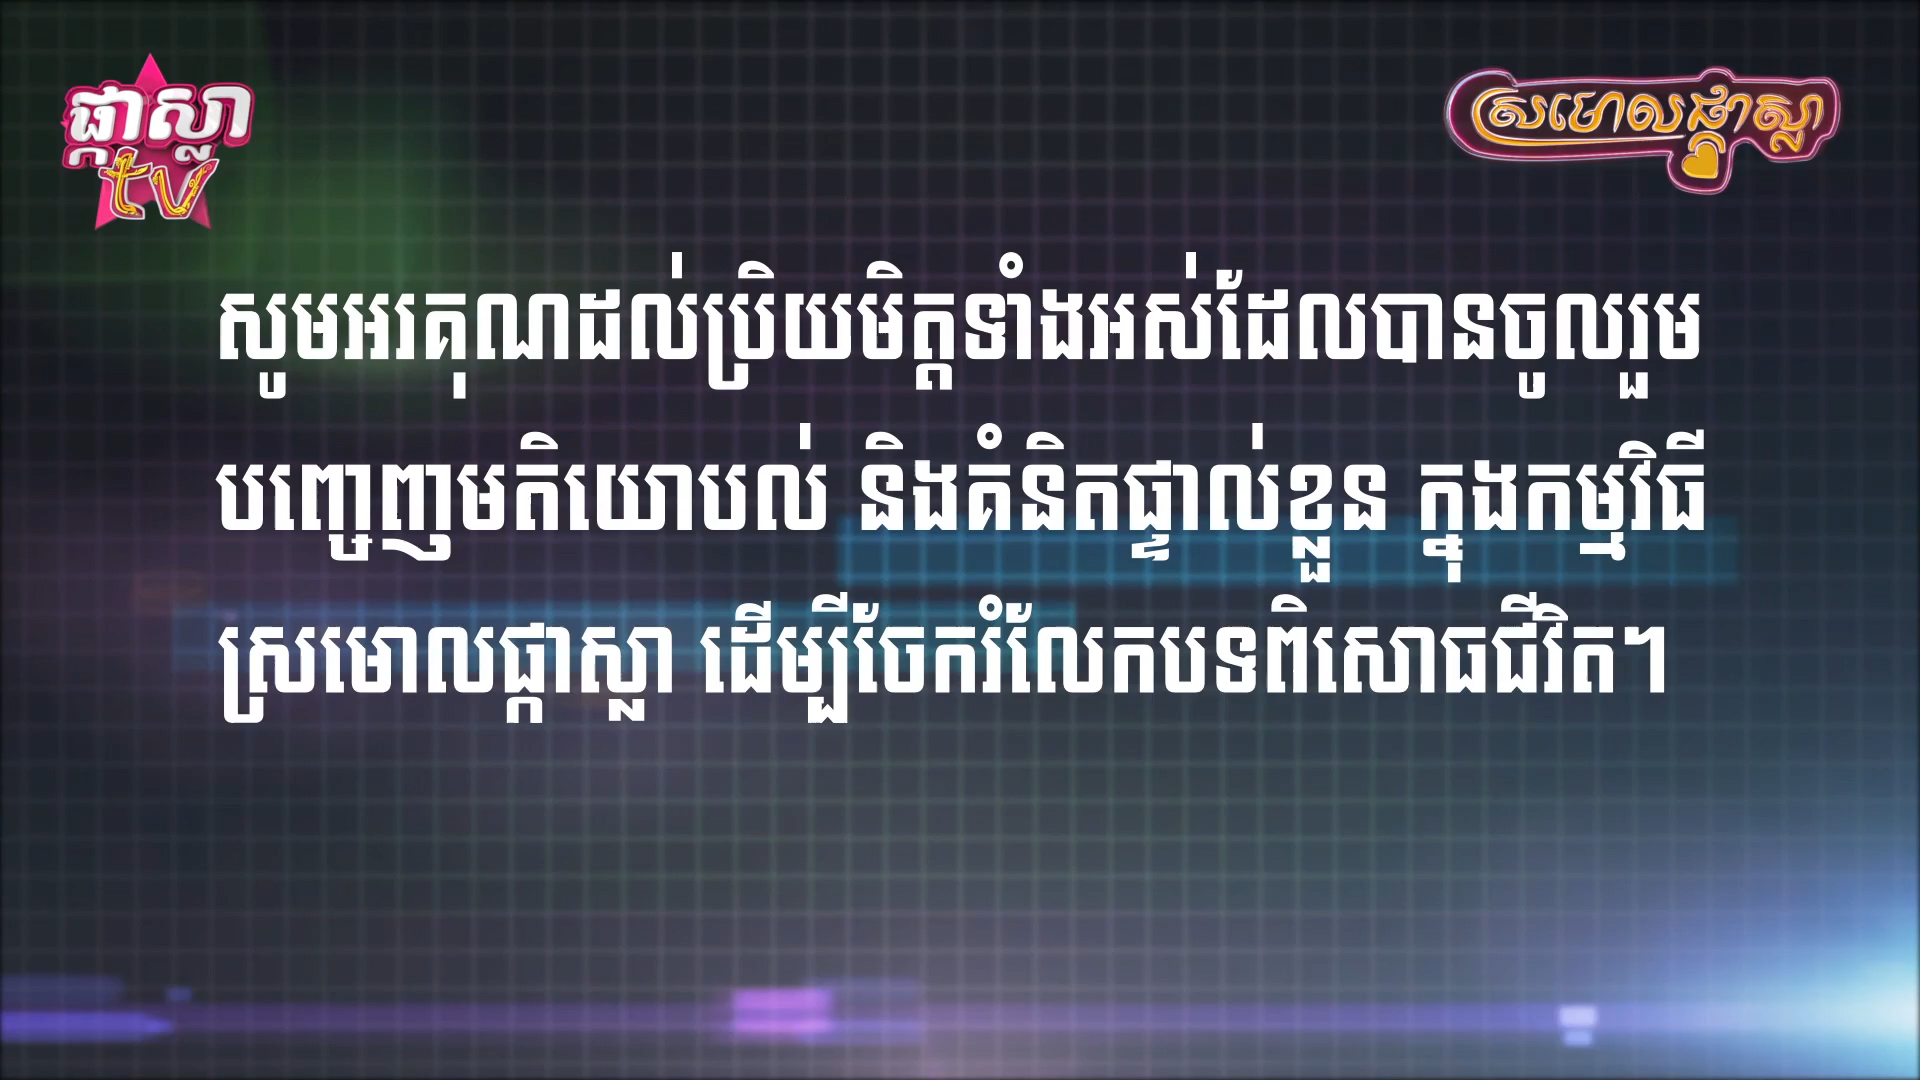 ផ្កាស្លា
tv
ស្រមោលផ្កាស្លា
សូមអរគុណដល់ប្រិយមិត្តទាំងអស់ដែលបានចូលរួម
បញ្ចេញមតិយោបល់ និងគំនិតផ្ទាល់ខ្លួន ក្នុងកម្មវិធី
ស្រមោលផ្កាស្លា ដើម្បីចែករំលែកបទពិសោធជីវិត។